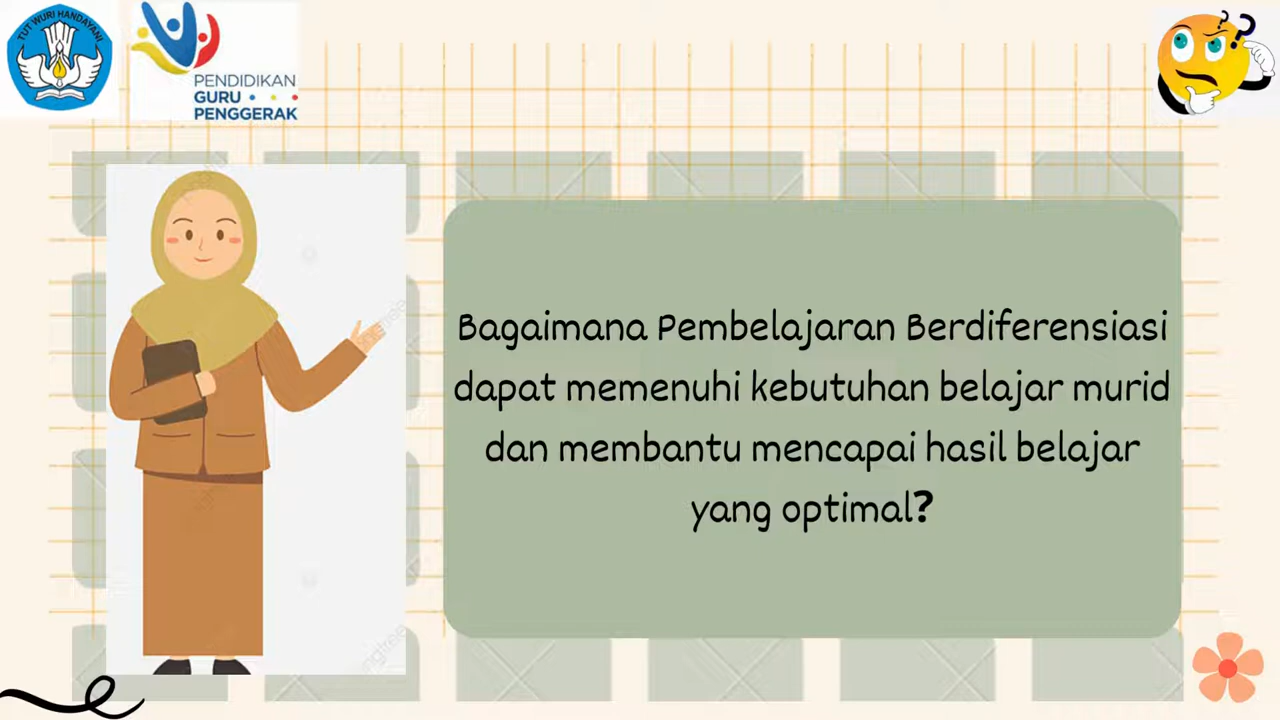 TUT WURI HANDAYANI
PENDIDIKAN
GURU
PENGGERAK
Bagaimana Pembelajaran Berdiferensiasi
dapat memenuhi kebutuhan belajar murid
dan membantu mencapai hasil belajar
yang optimal?